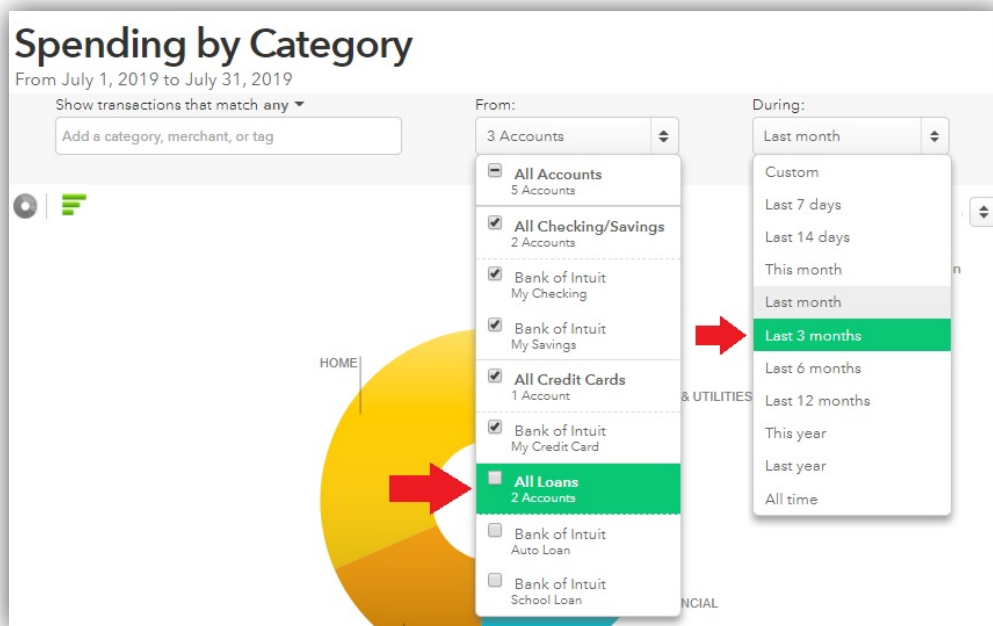 Spending by Category
From July 1, 2019 to July 31, 2019
Show transactions that match any
Add a category, merchant, or tag
From:
3 Accounts
All Accounts
5 Accounts
All Checking/Savings
2 Accounts
Bank of Intuit
My Checking
Bank of Intuit
My Savings
All Credit Cards
1 Account
Bank of Intuit
My Credit Card
All Loans
2 Accounts
Bank of Intuit
Auto Loan
Bank of Intuit
School Loan
During:
Last month
Custom
Last 7 days
Last 14 days
This month
Last month
Last 3 months
Last 6 months
Last 12 months
This year
Last year
All time
HOME
& UTILITIES
NCIAL
n